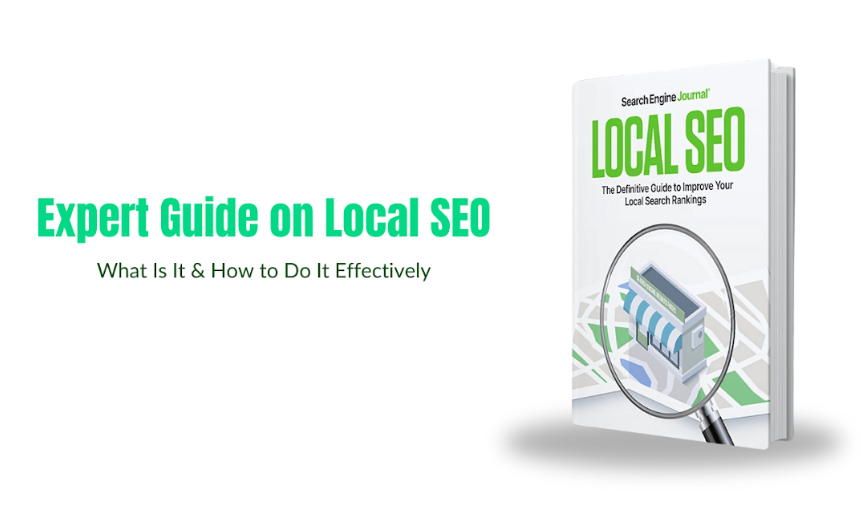 Expert Guide on Local SEO
What Is It & How to Do It Effectively
Search Engine Journal
LOCAL SEO
The Definitive Guide to Improve Your
Local Search Rankings